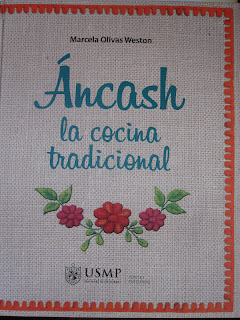 Marcela Olivas Weston
Áncash
la cocina
tradicional
USMP